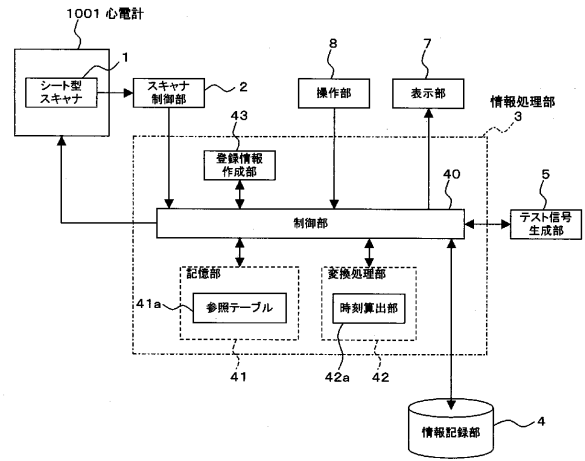 1001 心電計
1
シート型
スキャナ
スキャナ
制御部
2
8
操作部
7
表示部
情報処理部
3
43
登録情報
作成部
40
制御部
5
テスト信号
生成部
記憶部
41a
参照テーブル
41
変換処理部
時刻算出部
42a
42
情報記録部
4